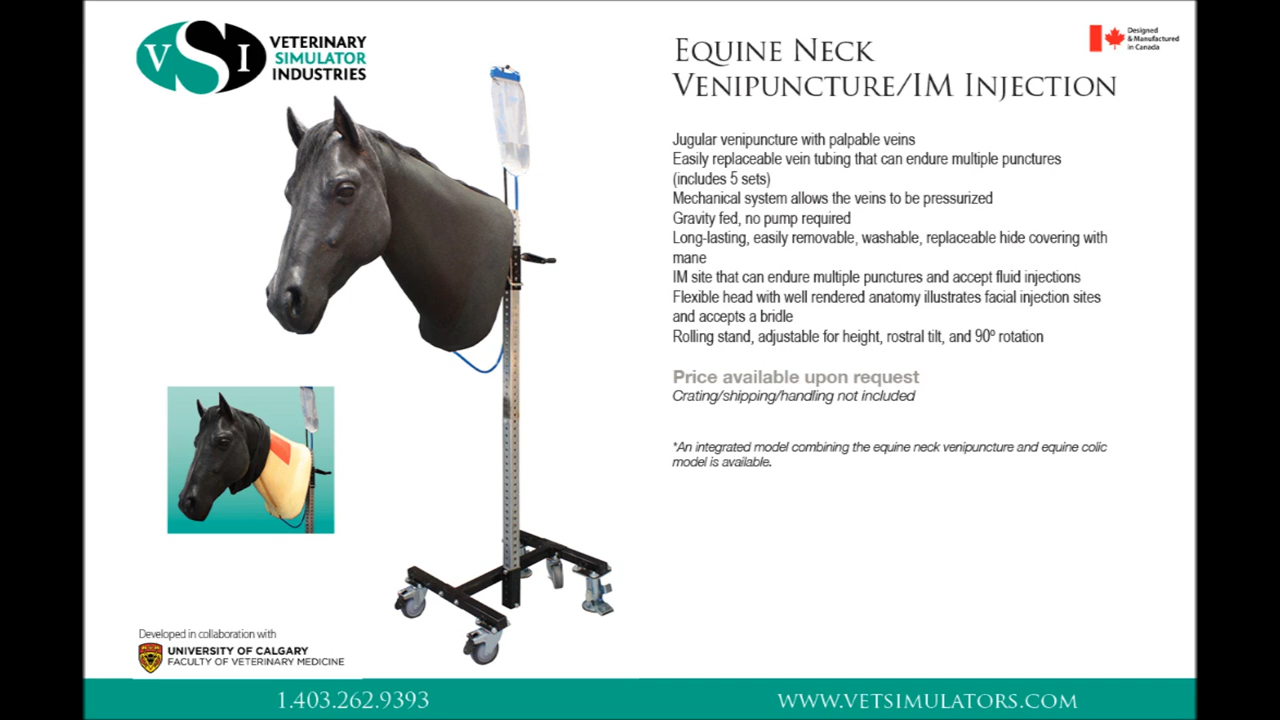 VSI
VETERINARY
SIMULATOR
INDUSTRIES
EQUINE NECK
VENIPUNCTURE/IM INJECTION
Designed
& Manufactured
in Canada
Jugular venipuncture with palpable veins
Easily replaceable vein tubing that can endure multiple punctures
(includes 5 sets)
Mechanical system allows the veins to be pressurized
Gravity fed, no pump required
Long-lasting, easily removable, washable, replaceable hide covering with
mane
IM site that can endure multiple punctures and accept fluid injections
Flexible head with well rendered anatomy illustrates facial injection sites
and accepts a bridle
Rolling stand, adjustable for height, rostral tilt, and 90º rotation
Price available upon request
Crating/shipping/handling not included
*An integrated model combining the equine neck venipuncture and equine colic
model is available.
Developed in collaboration with
UNIVERSITY OF CALGARY
FACULTY OF VETERINARY MEDICINE
1.403.262.9393
WWW.VETSIMULATORS.COM